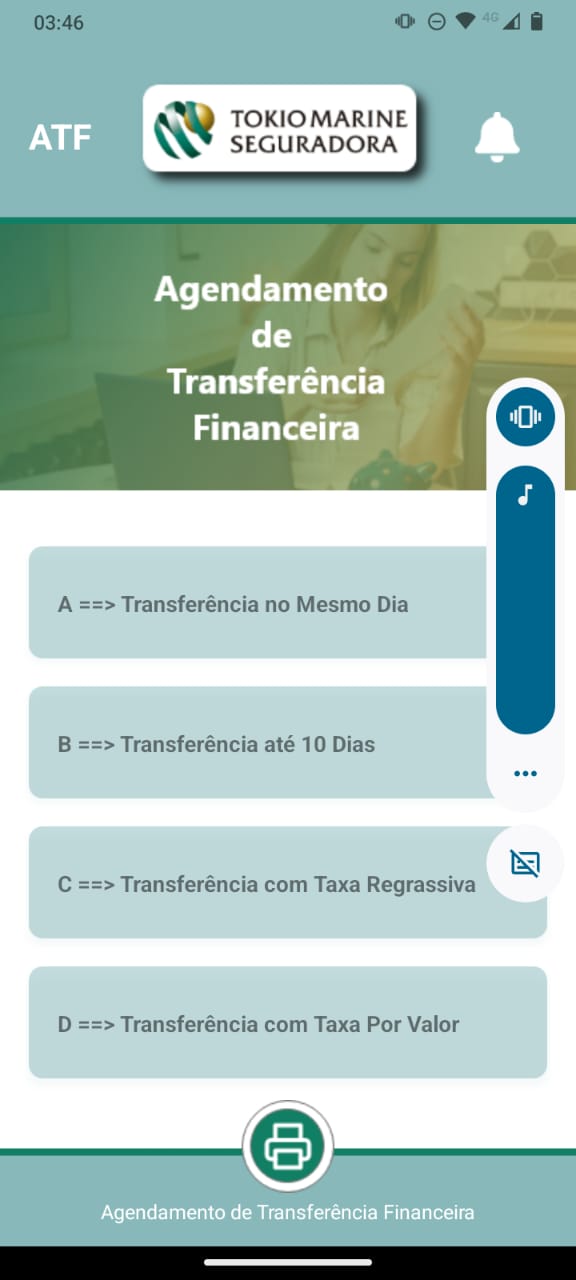 03:46
4G
ATF
TOKIO MARINE
SEGURADORA
Agendamento
de
Transferência
Financeira
A ==> Transferência no Mesmo Dia
B ==> Transferência até 10 Dias
C ==> Transferência com Taxa Regrassiva
D ==> Transferência com Taxa Por Valor
Agendamento de Transferência Financeira